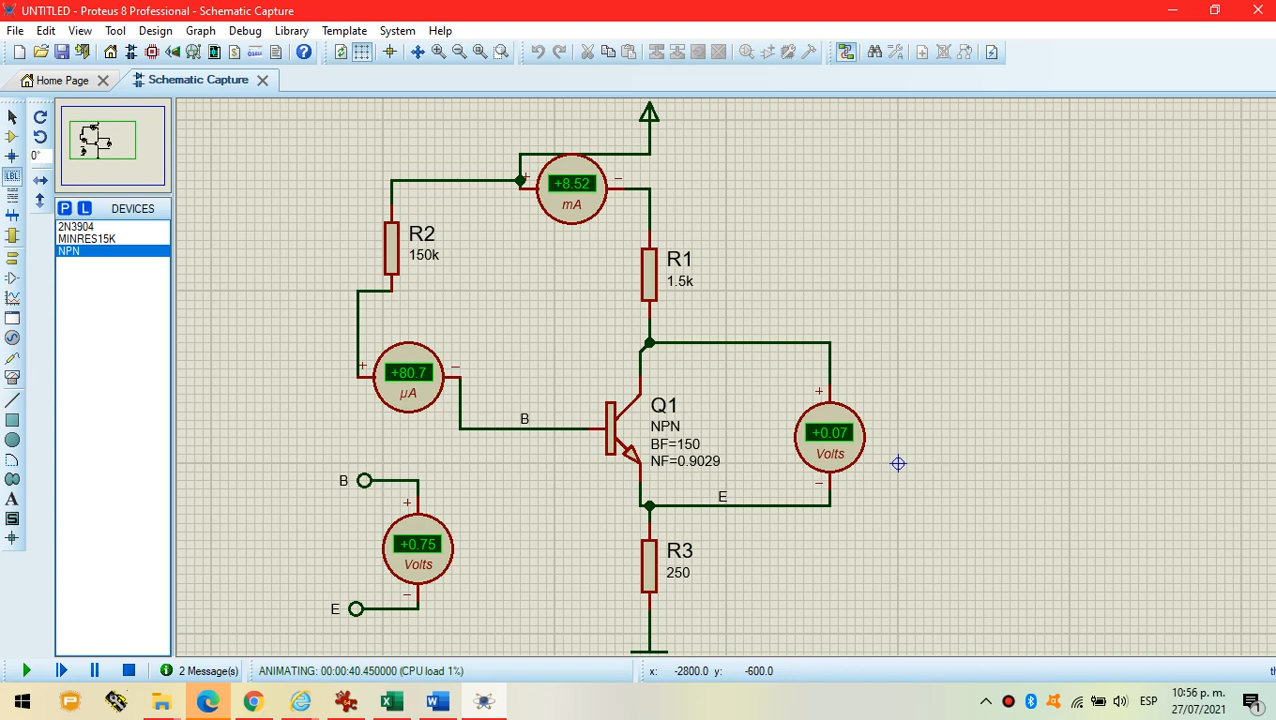 UNTITLED - Proteus 8 Professional - Schematic Capture
File Edit View Tool Design Graph Debug Library Template System Help
Home Page
Schematic Capture
0°
LBL
P L DEVICES
2N3904
MINRES15K
NPN
+8.52
mA
+
−
R2
150k
R1
1.5k
+80.7
µA
+
−
B
Q1
NPN
BF=150
NF=0.9029
+
+0.07
Volts
−
B
+
+0.75
Volts
−
E
E
R3
250
2 Message(s)
ANIMATING: 00:00:40.450000 (CPU load 1%)
x: -2800.0 y: -600.0
th
ESP
10:56 p. m.
27/07/2021
1